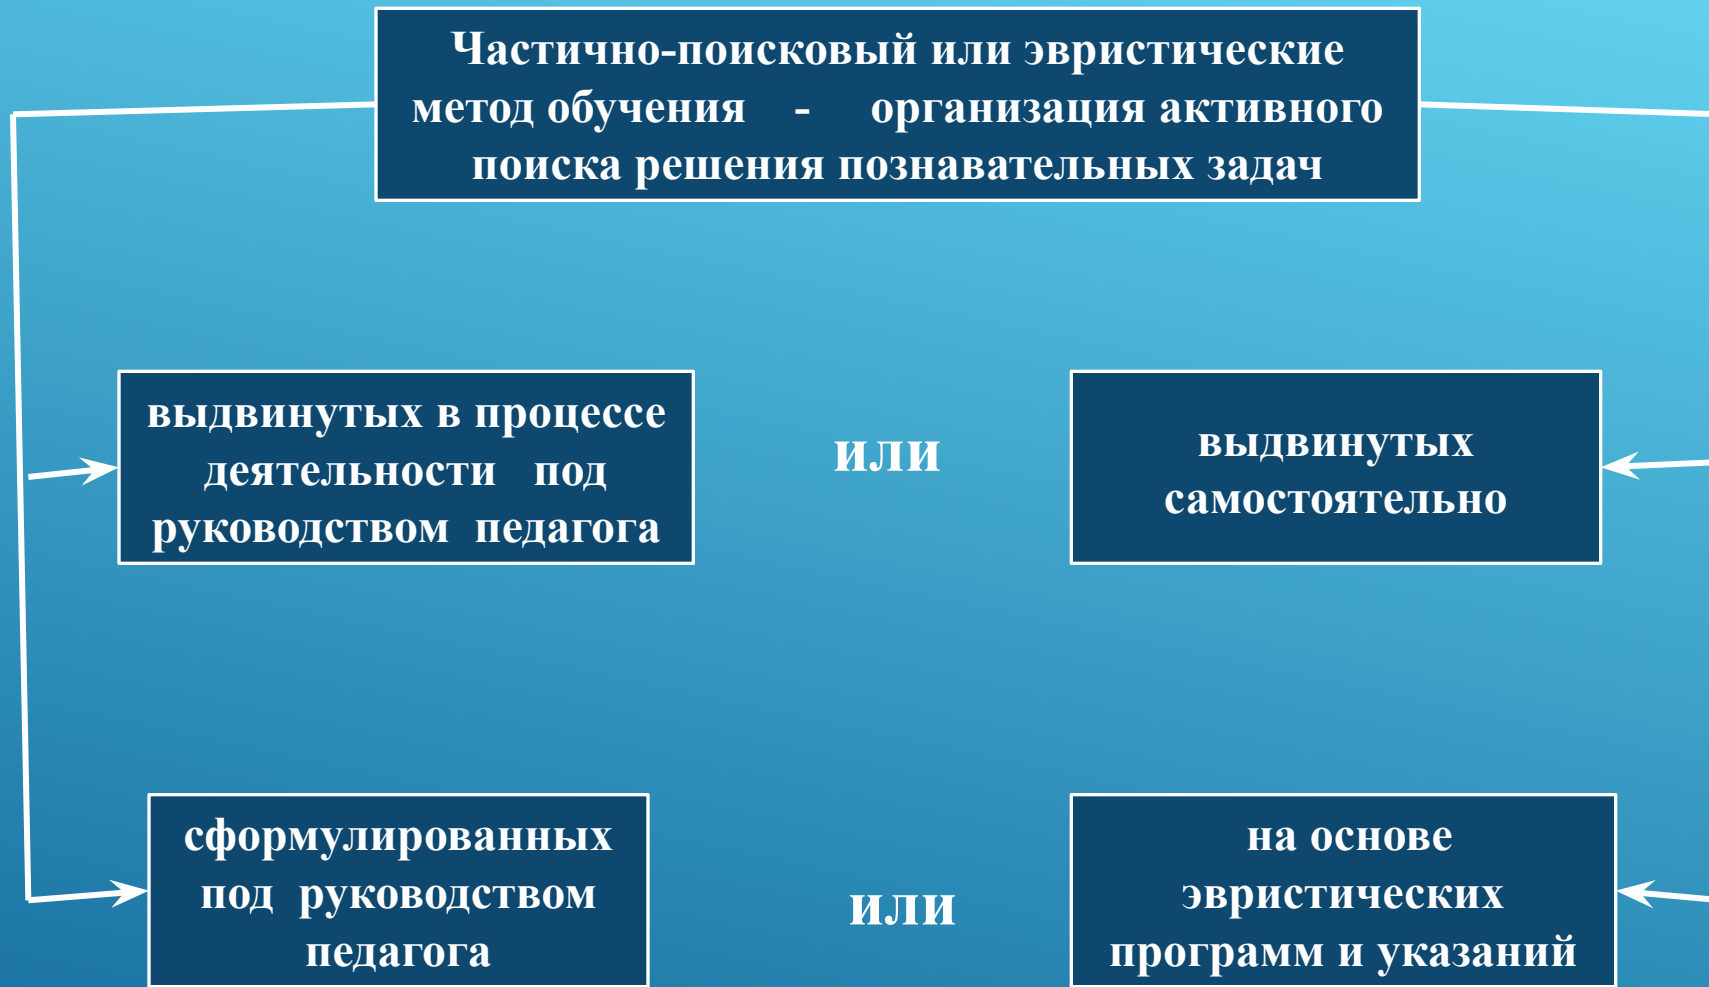 Частично-поисковый или эвристические
метод обучения - организация активного
поиска решения познавательных задач
выдвинутых в процессе
деятельности под
руководством педагога
или
выдвинутых
самостоятельно
сформулированных
под руководством
педагога
или
на основе
эвристических
программ и указаний